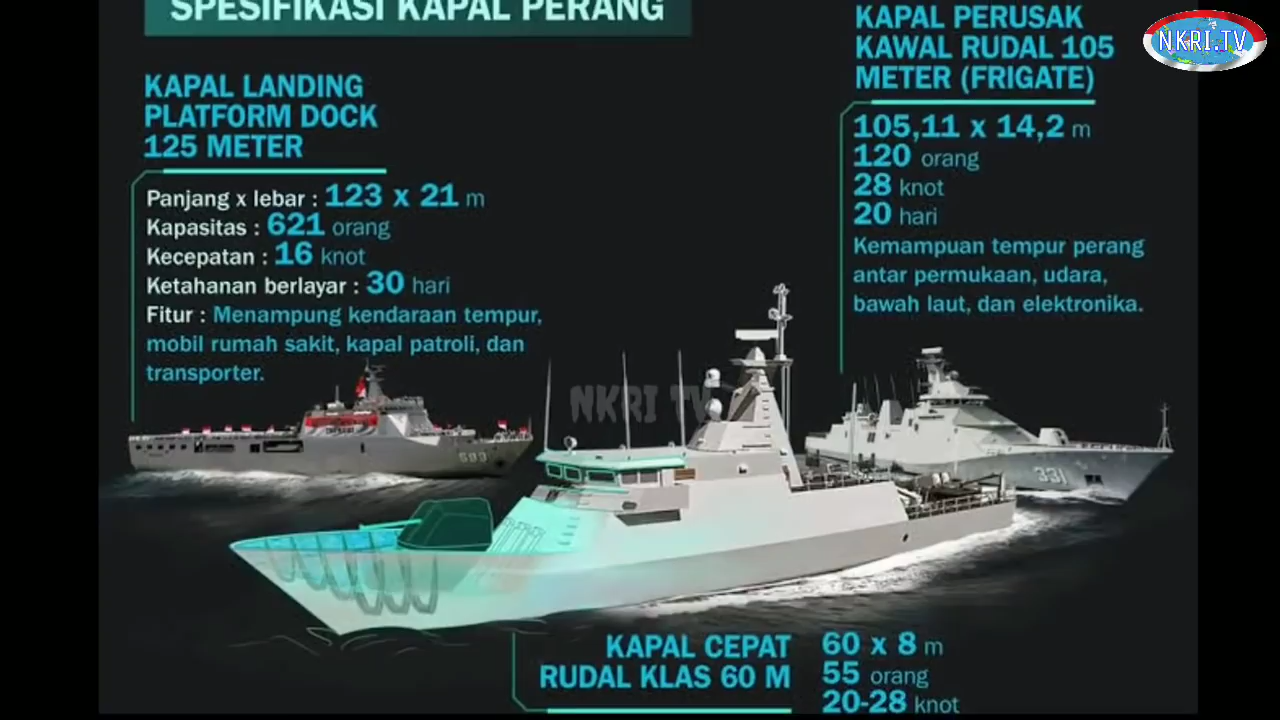 SPESIFIKASI KAPAL PERANG
KAPAL LANDING
PLATFORM DOCK
125 METER
Panjang x lebar : 123 x 21 m
Kapasitas : 621 orang
Kecepatan : 16 knot
Ketahanan berlayar : 30 hari
Fitur : Menampung kendaraan tempur,
mobil rumah sakit, kapal patroli, dan
transporter.
KAPAL PERUSAK
KAWAL RUDAL 105
METER (FRIGATE)
105,11 x 14,2 m
120 orang
28 knot
20 hari
Kemampuan tempur perang
antar permukaan, udara,
bawah laut, dan elektronika.
NKRI.TV
NKRI TV
593
331
KAPAL CEPAT
RUDAL KLAS 60 M
60 x 8 m
55 orang
20-28 knot